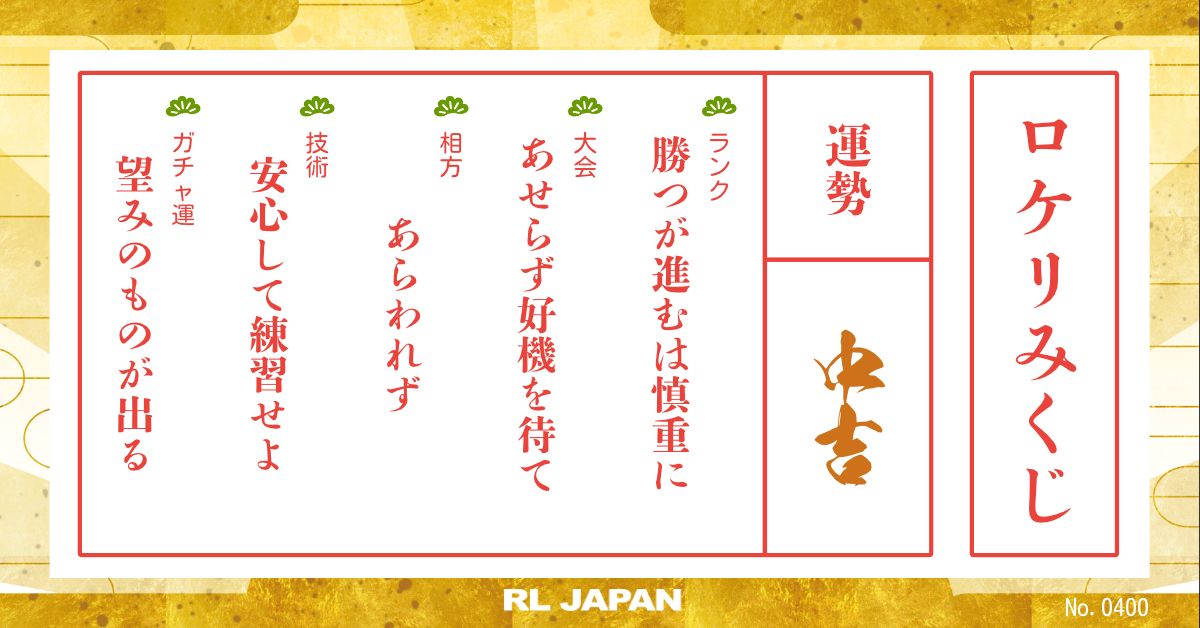 ロケリみくじ
運勢
中吉
ランク
勝つが進むは慎重に
大会
あせらず好機を待て
相方
あらわれず
技術
安心して練習せよ
ガチャ運
望みのものが出る
RL JAPAN
No. 0400